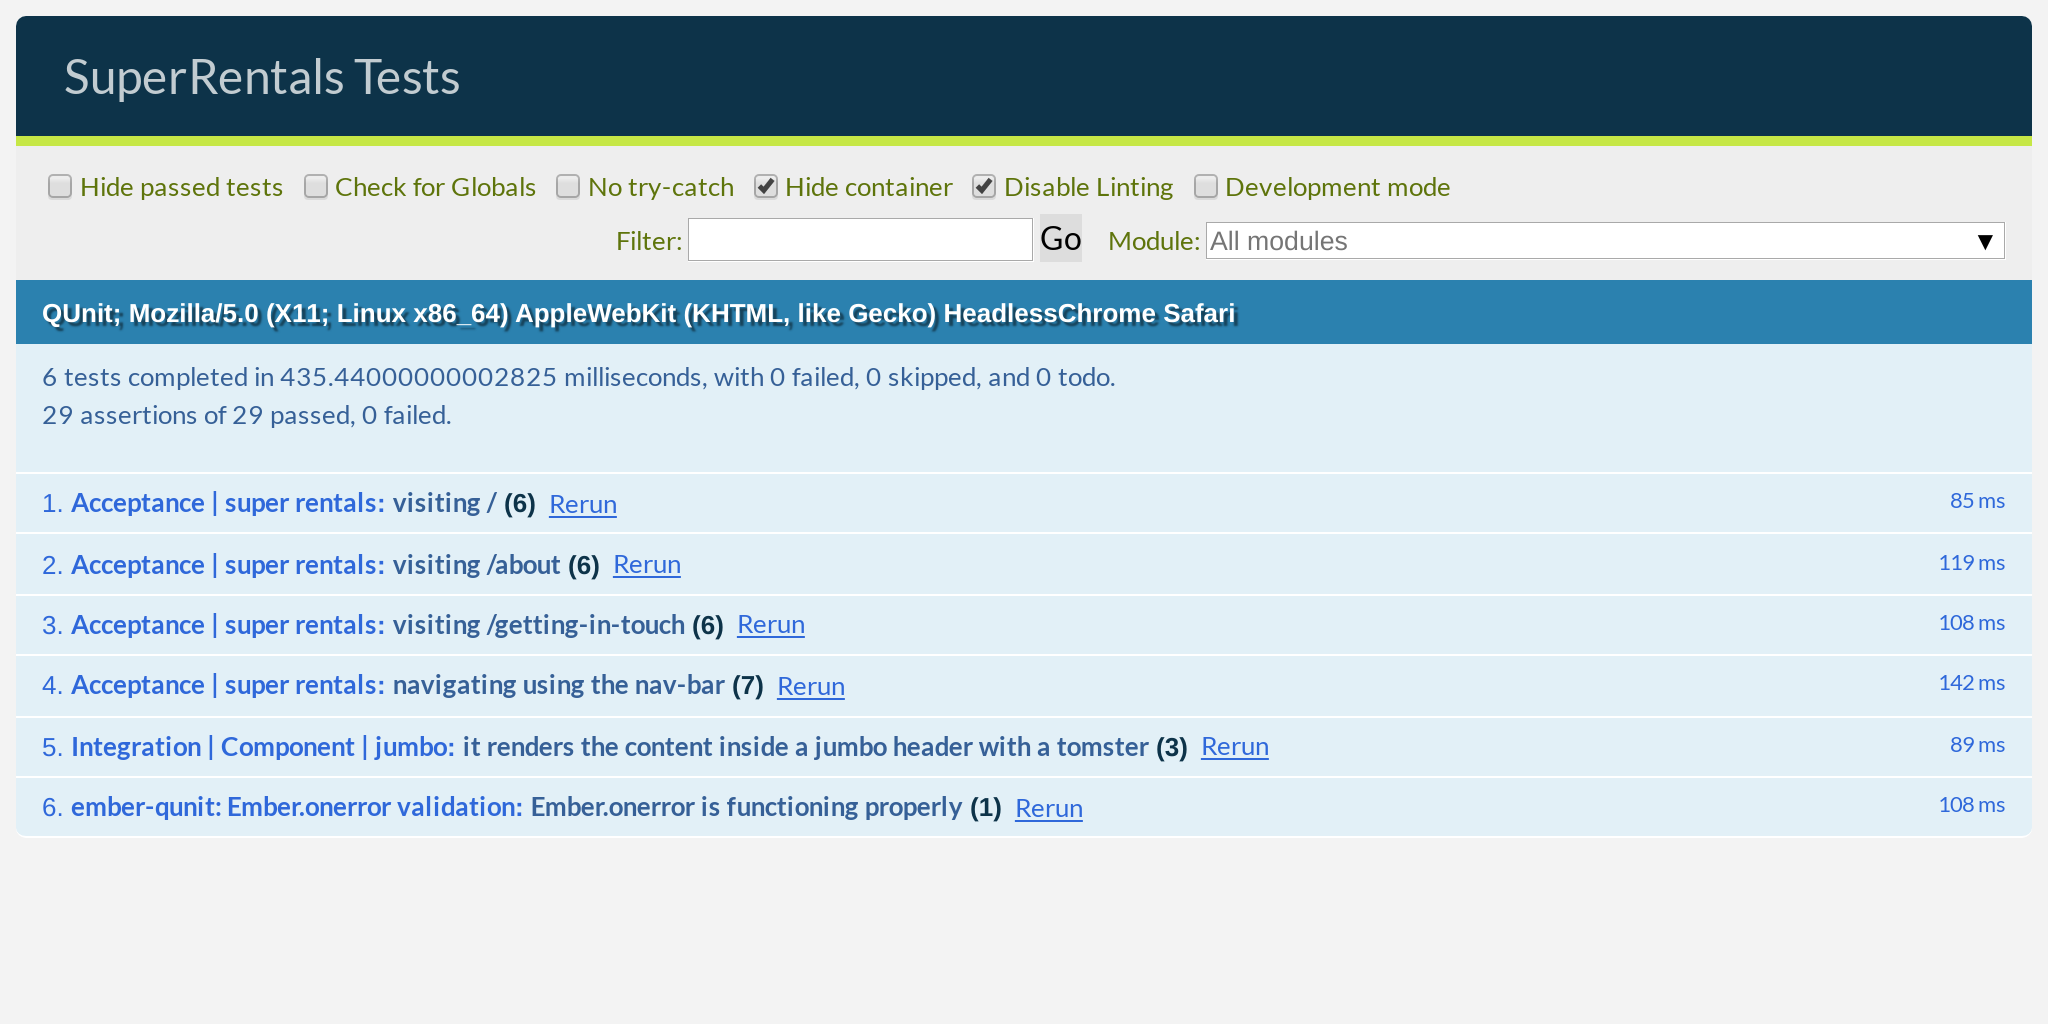 SuperRentals Tests
Hide passed tests Check for Globals No try-catch Hide container Disable Linting Development mode
Filter: Go Module: All modules ▼
QUnit; Mozilla/5.0 (X11; Linux x86_64) AppleWebKit (KHTML, like Gecko) HeadlessChrome Safari
6 tests completed in 435.44000000002825 milliseconds, with 0 failed, 0 skipped, and 0 todo.
29 assertions of 29 passed, 0 failed.
1. Acceptance | super rentals: visiting / (6) Rerun 85 ms
2. Acceptance | super rentals: visiting /about (6) Rerun 119 ms
3. Acceptance | super rentals: visiting /getting-in-touch (6) Rerun 108 ms
4. Acceptance | super rentals: navigating using the nav-bar (7) Rerun 142 ms
5. Integration | Component | jumbo: it renders the content inside a jumbo header with a tomster (3) Rerun 89 ms
6. ember-qunit: Ember.onerror validation: Ember.onerror is functioning properly (1) Rerun 108 ms